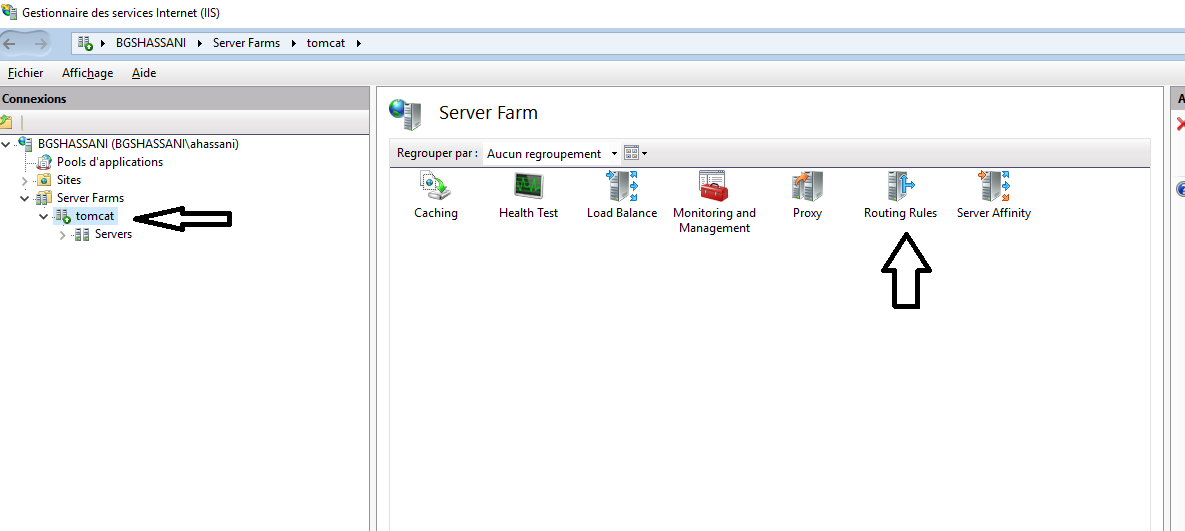 Gestionnaire des services Internet (IIS)
BGSHASSANI Server Farms tomcat
Fichier Affichage Aide
Connexions
BGSHASSANI (BGSHASSANI\ahassani)
Pools d'applications
Sites
Server Farms
tomcat
Servers
Server Farm
Regrouper par : Aucun regroupement
Caching
Health Test
Load Balance
Monitoring and
Management
Proxy
Routing Rules
Server Affinity
A